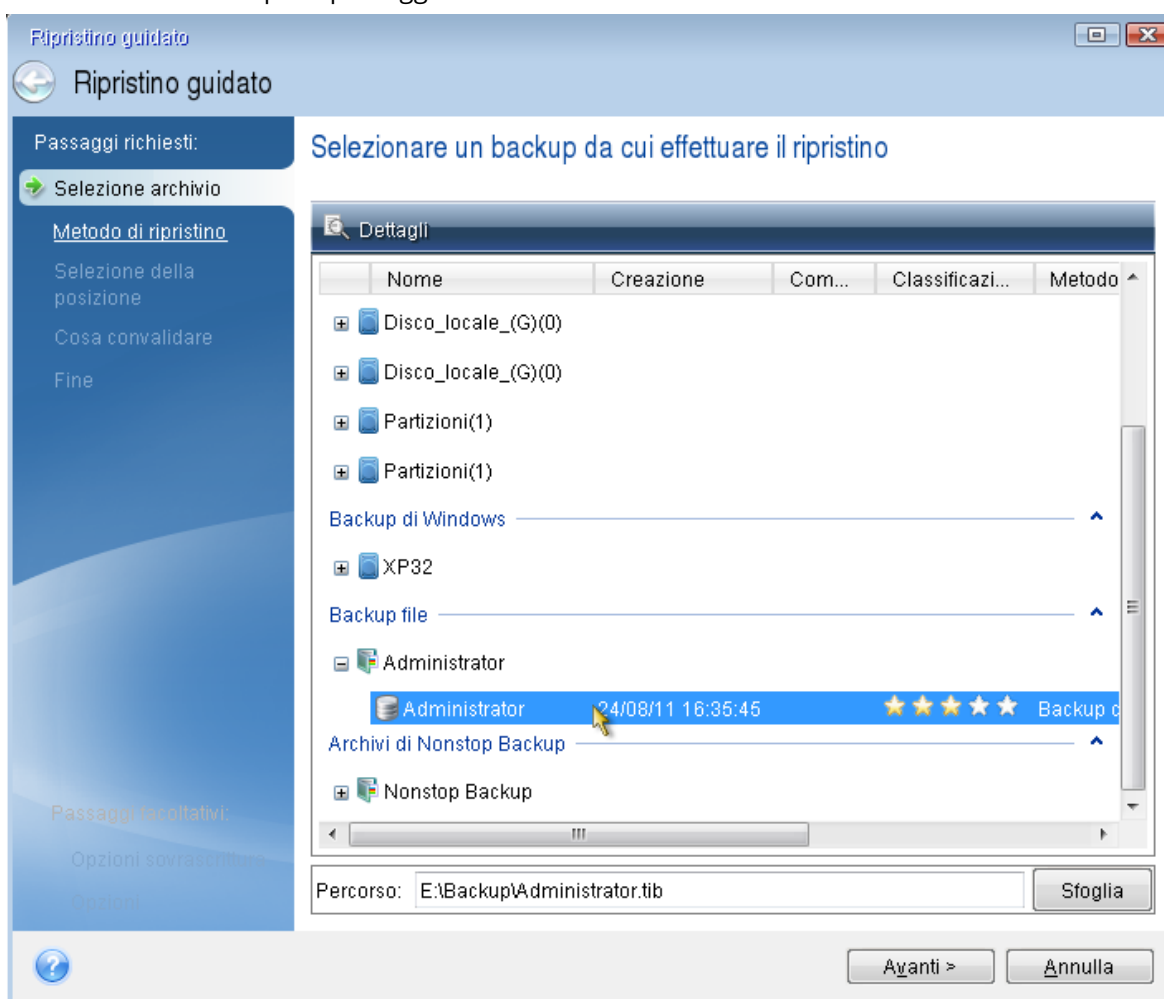 Ripristino guidato
Ripristino guidato
Passaggi richiesti:
Selezione archivio
Metodo di ripristino
Selezione della
posizione
Cosa convalidare
Fine
Passaggi facoltativi:
Opzioni sovrascrittura
Opzioni
Selezionare un backup da cui effettuare il ripristino
Dettagli
Nome Creazione Com... Classificazi... Metodo
Disco_locale_(G)(0)
Disco_locale_(G)(0)
Partizioni(1)
Partizioni(1)
Backup di Windows
XP32
Backup file
Administrator
Administrator 24/08/11 16:35:45 Backup c
Archivi di Nonstop Backup
Nonstop Backup
Percorso: E:\Backup\Administrator.tib Sfoglia
Avanti > Annulla